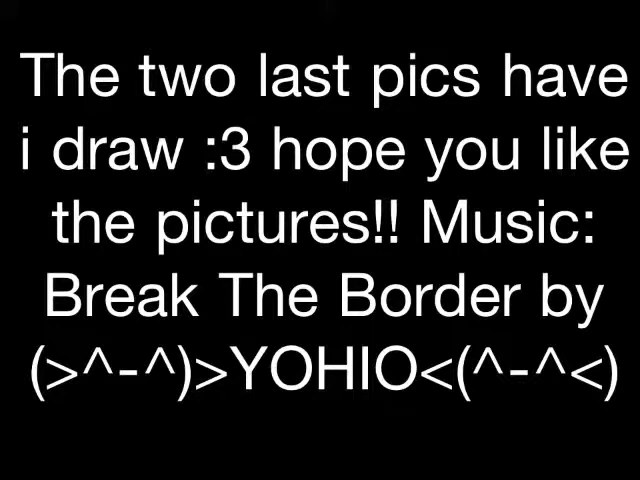 The two last pics have
i draw :3 hope you like
the pictures!! Music:
Break The Border by
(>^-^)>YOHIO<(^-^<)